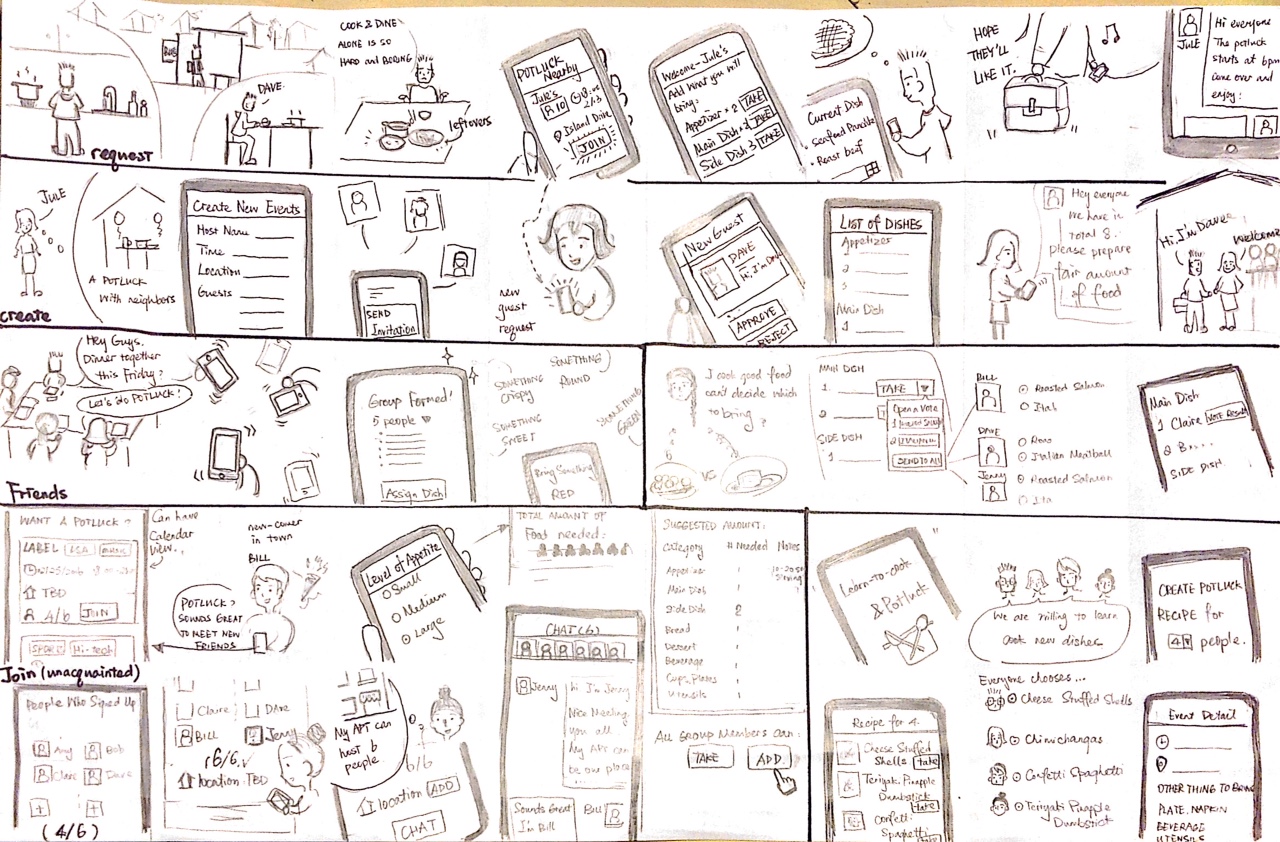 COOK & DINE
ALONE IS SO
HARD and BORING
DAVE.
leftovers
request
POTLUCK
Nearby
Jule's
Island Drive
JOIN
Welcome-Jule's
Add what you will
bring:
Appetizer × 2 TAKE
Main Dish × 2 TAKE
Side Dish 3 TAKE
Current Dish
Roast beef
HOPE
THEY'LL
LIKE IT.
JULE
Hi everyone
The potluck
starts at 6pm
come over and
enjoy!
JULE
A POTLUCK
with neighbors
create
Create New Events
Host Name
Time
Location
Guests
SEND
Invitation
new
guest
request
New Guest
DAVE
Hi, I'm Dave
APPROVE
REJECT
LIST OF DISHES
Appetizer
1
2
3
Main Dish
1
Hey everyone
We have in
total 8.
please prepare
fair amount
of food
Hi, I'm Dave
Welcome
Hey Guys.
Dinner together
this Friday?
Let's do POTLUCK!
Friends
Group Formed!
5 people
Assign Dish
SOMETHING
Crispy
SOMETHING
ROUND
SOMETHING
SWEET
SOMETHING
GREEN
Bring Something
RED
I cook good food
can't decide which
to bring?
VS
MAIN DISH
1 TAKE
2
SIDE DISH
1
Open a Vote
1
2
SEND TO ALL
BILL
Roasted Salmon
Itab
DAVE
Roas
Italian Meatball
Jenny
Roasted Salmon
Ita
Main Dish
1 Claire VOTE RESULT
2 B....
SIDE DISH
WANT A POTLUCK?
LABEL
TBD
4/6 JOIN
Hi-tech
Can have
Calendar
view.
new-comer
in town
BILL
POTLUCK?
SOUNDS GREAT
TO MEET NEW
FRIENDS
Join (unacquainted)
Level of Appetite
Small
Medium
Large
TOTAL AMOUNT OF
Food needed:
SUGGESTED AMOUNT:
Category # Needed Notes
Appetizer 1
Main Dish 1
Side Dish 2
Bread 1
Dessert 1
Beverage 1
Cups, Plates 1
Utensils 1
All Group Members can:
TAKE ADD
People Who Signed Up
Amy Bob
Clare Dave
(4/6)
Claire DAve
Bill Jenny
6/6.
location: TBD
My APT can
host 6
people
6/6
location ADD
CHAT
CHAT (6)
Jenny
hi I'm Jenny
Nice Meeting
you all
My APT can
be our place
Sounds Great
I'm Bill
Bill
Learn-to-cook
& Potluck
We are willing to learn
cook new dishes
CREATE POTLUCK
RECIPE for
4 people.
Recipe for 4.
Cheese Stuffed
Shells take
Teriyaki Pinapple
Drumstick
take
Confetti
Spaghetti
Everyone chooses...
Cheese Stuffed Shells
Chimichangas
Confetti Spaghetti
Teriyaki Pinapple
Drumstick
Event Detail
OTHER THING TO BRING
PLATE, NAPKIN
BEVERAGE
UTENSILS